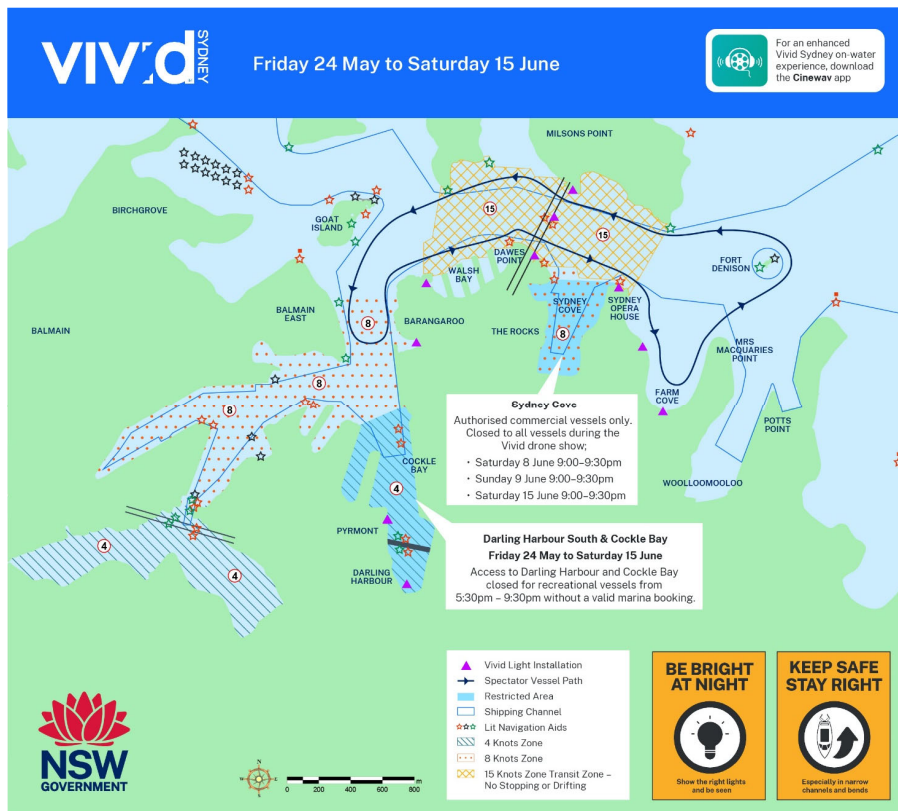 VIVID
SYDNEY
Friday 24 May to Saturday 15 June
For an enhanced
Vivid Sydney on-water
experience, download
the Cinewav app
MILSONS POINT
BIRCHGROVE
GOAT
ISLAND
15
15
DAWES
POINT
WALSH
BAY
FORT
DENISON
BALMAIN
BALMAIN
EAST
8
BARANGAROO
THE ROCKS
SYDNEY
COVE
8
SYDNEY
OPERA
HOUSE
MRS
MACQUARIES
POINT
8
8
FARM
COVE
POTTS
POINT
WOOLLOOMOOLOO
Sydney Cove
Authorised commercial vessels only.
Closed to all vessels during the
Vivid drone show;
• Saturday 8 June 9:00–9:30pm
• Sunday 9 June 9:00–9:30pm
• Saturday 15 June 9:00–9:30pm
COCKLE
BAY
4
PYRMONT
DARLING
HARBOUR
4
4
Darling Harbour South & Cockle Bay
Friday 24 May to Saturday 15 June
Access to Darling Harbour and Cockle Bay
closed for recreational vessels from
5:30pm – 9:30pm without a valid marina booking.
Vivid Light Installation
Spectator Vessel Path
Restricted Area
Shipping Channel
Lit Navigation Aids
4 Knots Zone
8 Knots Zone
15 Knots Zone Transit Zone –
No Stopping or Drifting
BE BRIGHT
AT NIGHT
Show the right lights
and be seen
KEEP SAFE
STAY RIGHT
Especially in narrow
channels and bends
NSW
GOVERNMENT
N
W
E
S
0 200 400 600 800
m